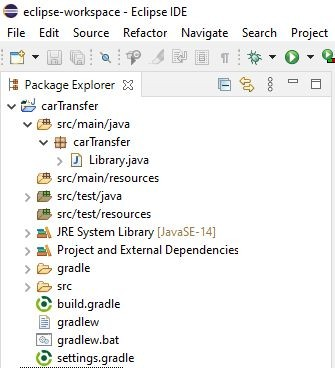 eclipse-workspace - Eclipse IDE
File Edit Source Refactor Navigate Search Project
Package Explorer
carTransfer
src/main/java
carTransfer
Library.java
src/main/resources
src/test/java
src/test/resources
JRE System Library [JavaSE-14]
Project and External Dependencies
gradle
src
build.gradle
gradlew
gradlew.bat
settings.gradle